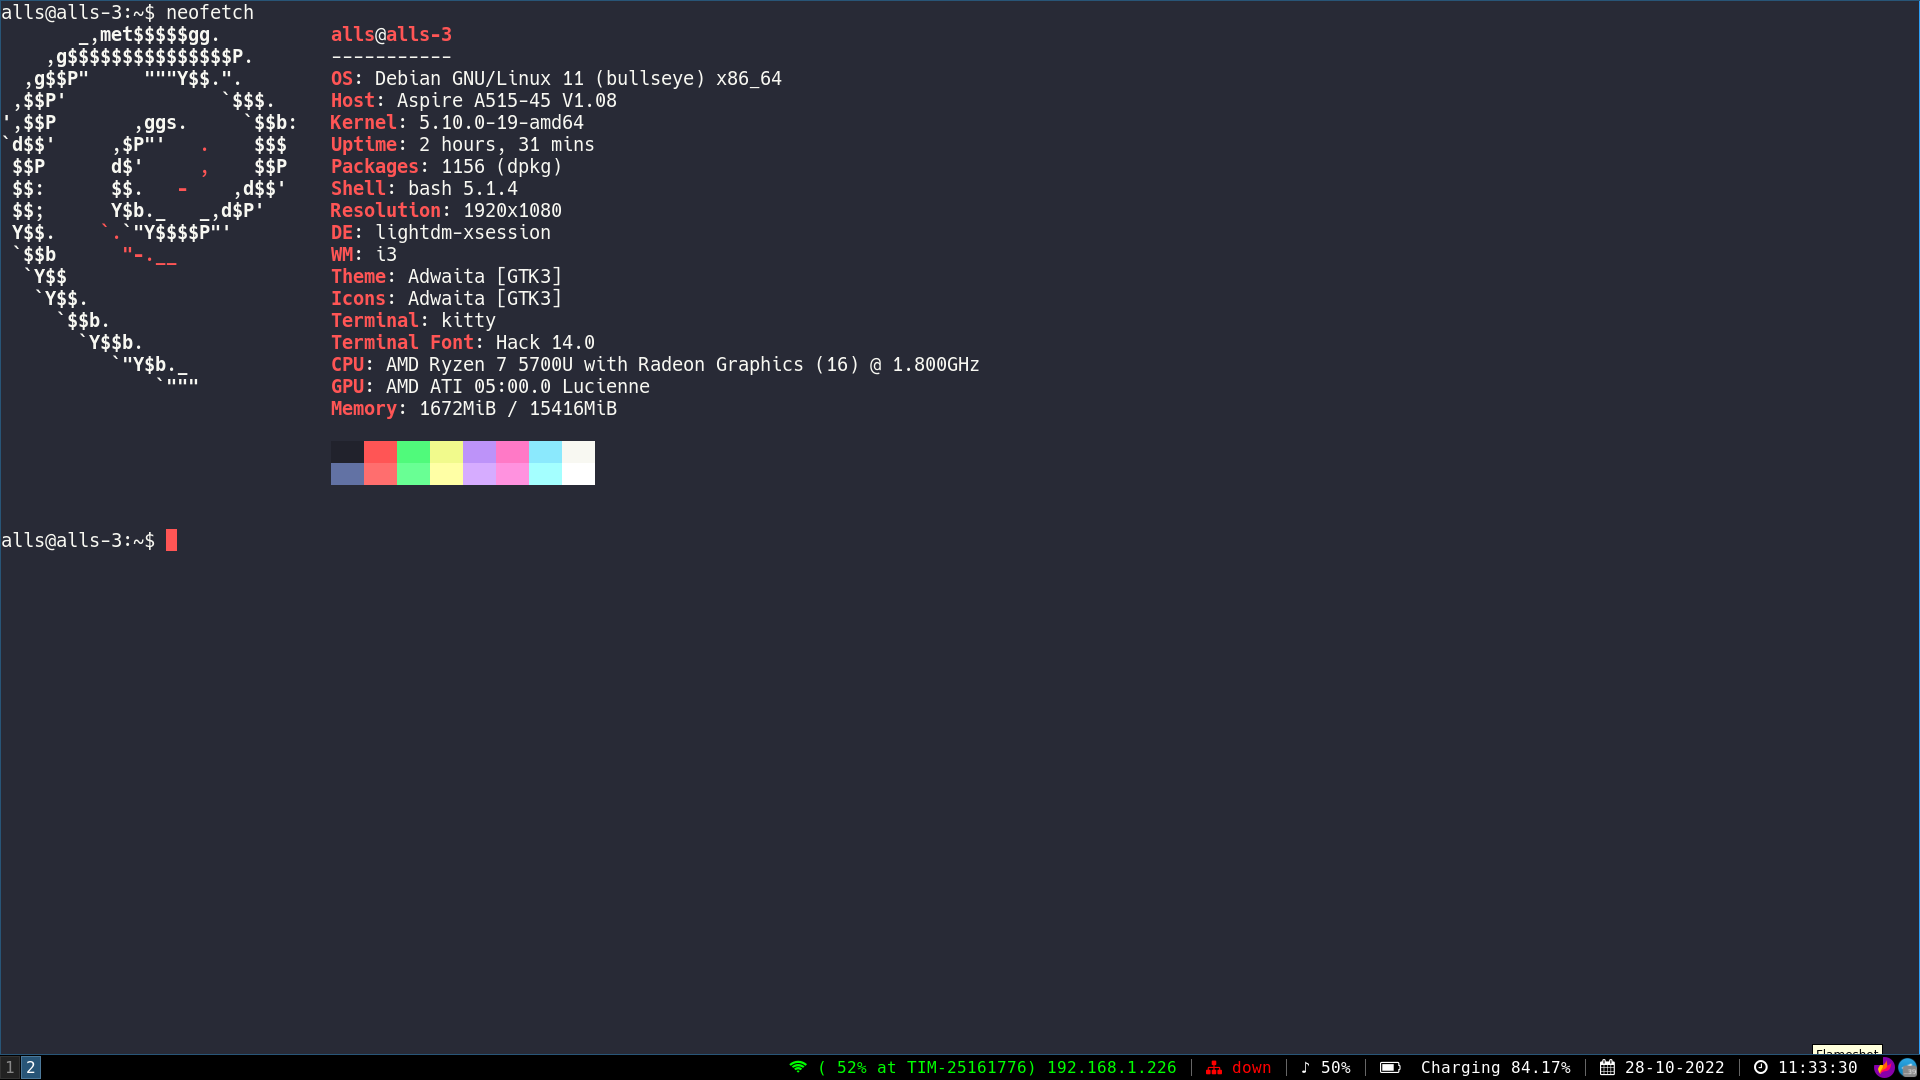 alls@alls-3:~$ neofetch
       _,met$$$$$gg.          alls@alls-3
    ,g$$$$$$$$$$$$$$$P.       -----------
  ,g$$P"     """Y$$.".        OS: Debian GNU/Linux 11 (bullseye) x86_64
 ,$$P'              `$$$.     Host: Aspire A515-45 V1.08
',$$P       ,ggs.     `$$b:   Kernel: 5.10.0-19-amd64
`d$$'     ,$P"'   .    $$$    Uptime: 2 hours, 31 mins
 $$P      d$'     ,    $$P    Packages: 1156 (dpkg)
 $$:      $$.   -    ,d$$'    Shell: bash 5.1.4
 $$;      Y$b._   _,d$P'      Resolution: 1920x1080
 Y$$.    `.`"Y$$$$P"'         DE: lightdm-xsession
 `$$b      "-.__              WM: i3
  `Y$$                        Theme: Adwaita [GTK3]
   `Y$$.                      Icons: Adwaita [GTK3]
     `$$b.                    Terminal: kitty
       `Y$$b.                 Terminal Font: Hack 14.0
          `"Y$b._             CPU: AMD Ryzen 7 5700U with Radeon Graphics (16) @ 1.800GHz
              `"""            GPU: AMD ATI 05:00.0 Lucienne
                              Memory: 1672MiB / 15416MiB
alls@alls-3:~$
Flameshot
1 2 ( 52% at TIM-25161776) 192.168.1.226 | down | ♪ 50% | Charging 84.17% | 28-10-2022 | 11:33:30